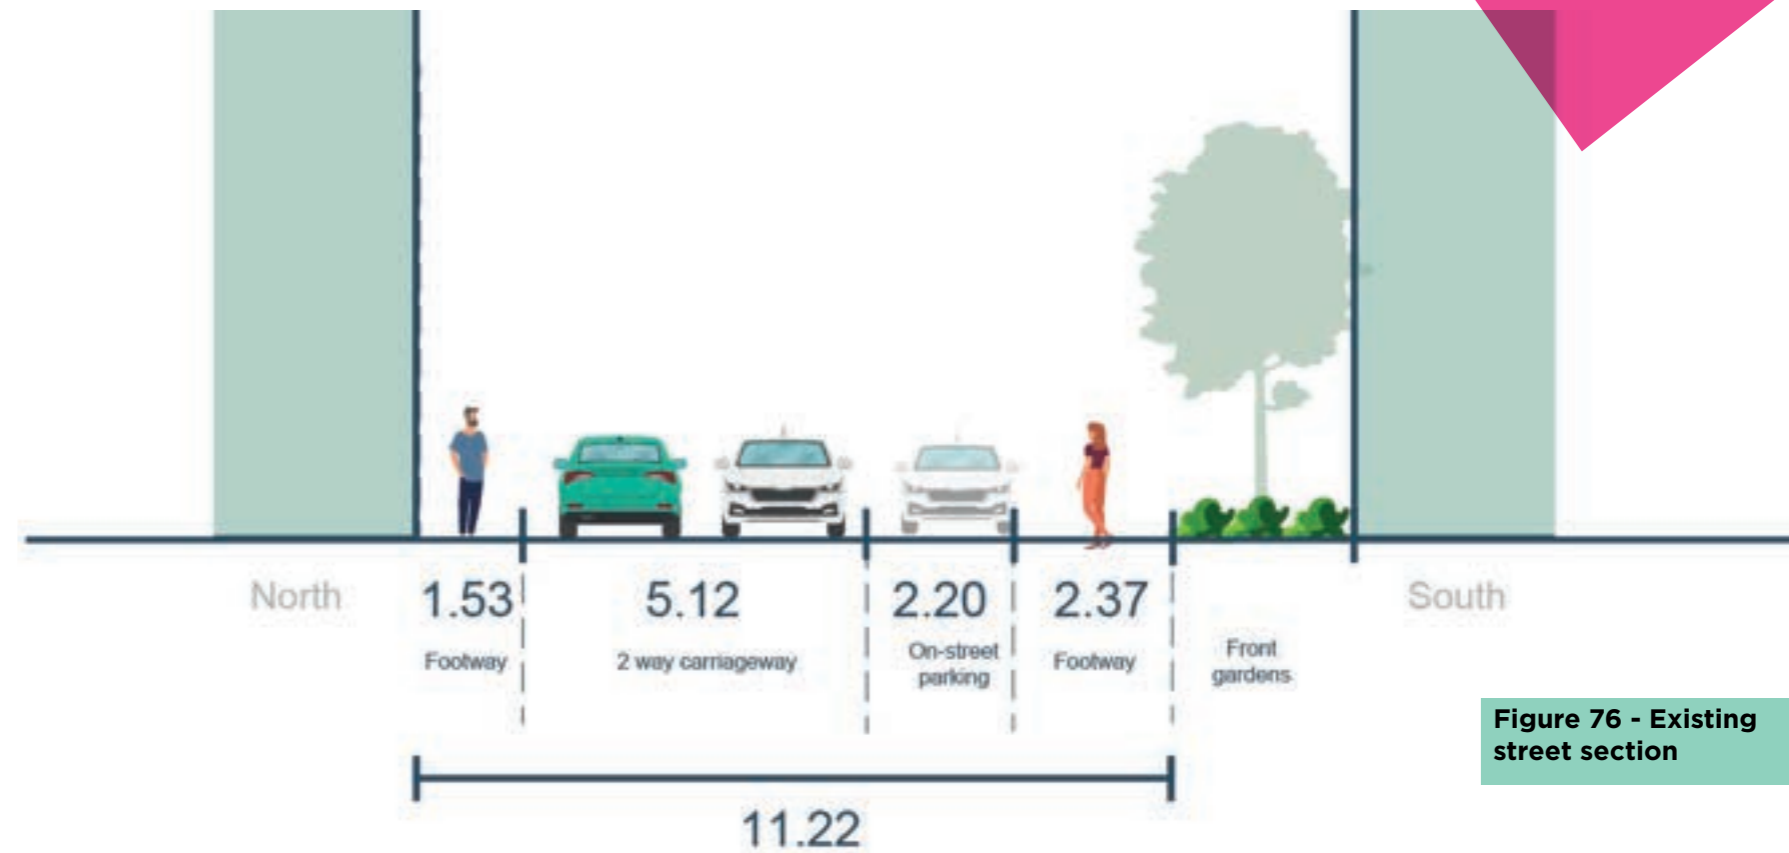 North
1.53
5.12
2.20
2.37
South
Footway
2 way carriageway
On-street
parking
Footway
Front
gardens
Figure 76 - Existing
street section
11.22